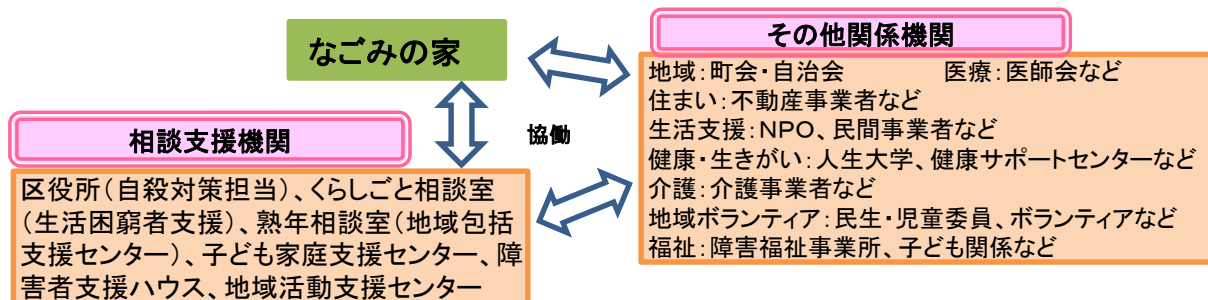 なごみの家
その他関係機関
地域：町会・自治会　　　　医療：医師会など
住まい：不動産事業者など
生活支援：NPO、民間事業者など
健康・生きがい：人生大学、健康サポートセンターなど
介護：介護事業者など
地域ボランティア：民生・児童委員、ボランティアなど
福祉：障害福祉事業所、子ども関係など
協働
相談支援機関
区役所（自殺対策担当）、くらしごと相談室
（生活困窮者支援）、熟年相談室（地域包括
支援センター）、子ども家庭支援センター、障
害者支援ハウス、地域活動支援センター